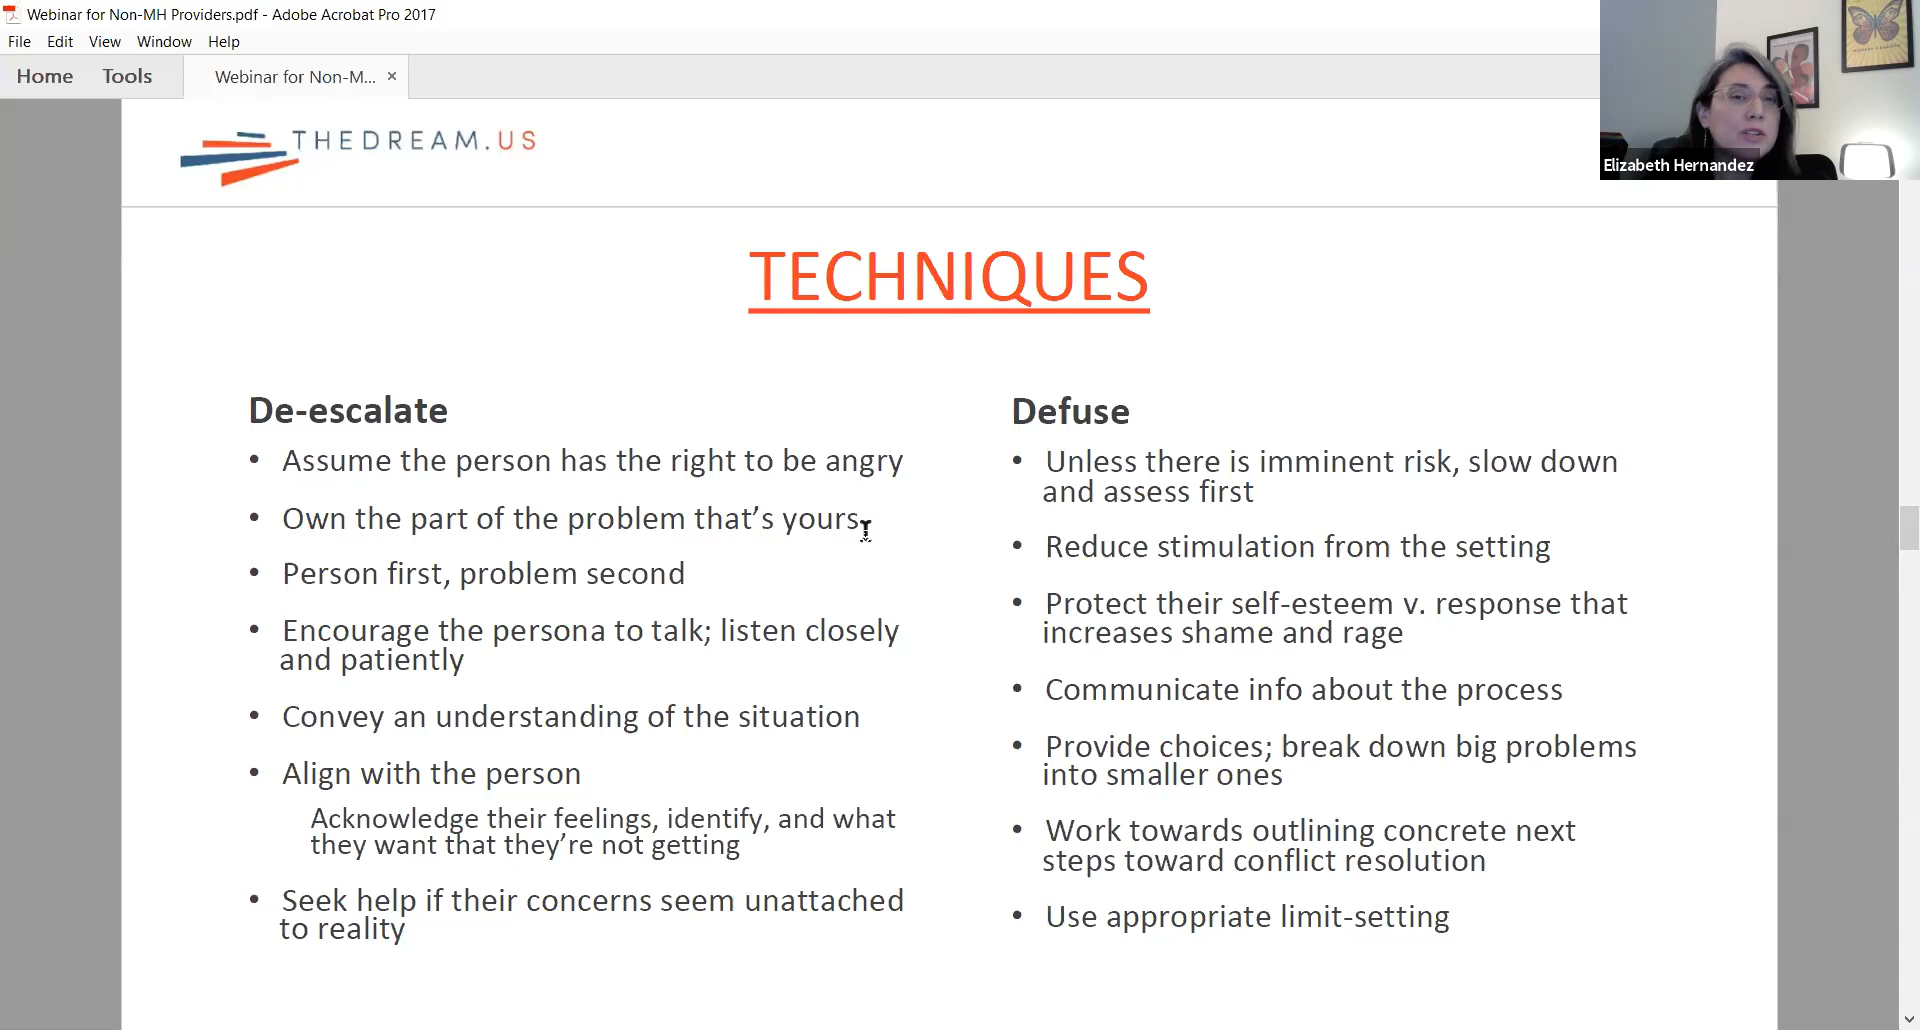 Webinar for Non-MH Providers.pdf - Adobe Acrobat Pro 2017
File Edit View Window Help
Home Tools Webinar for Non-M... ×
Elizabeth Hernandez
THEDREAM.US
TECHNIQUES
De-escalate
• Assume the person has the right to be angry
• Own the part of the problem that's yours
• Person first, problem second
• Encourage the persona to talk; listen closely
and patiently
• Convey an understanding of the situation
• Align with the person
Acknowledge their feelings, identify, and what
they want that they're not getting
• Seek help if their concerns seem unattached
to reality
Defuse
• Unless there is imminent risk, slow down
and assess first
• Reduce stimulation from the setting
• Protect their self-esteem v. response that
increases shame and rage
• Communicate info about the process
• Provide choices; break down big problems
into smaller ones
• Work towards outlining concrete next
steps toward conflict resolution
• Use appropriate limit-setting